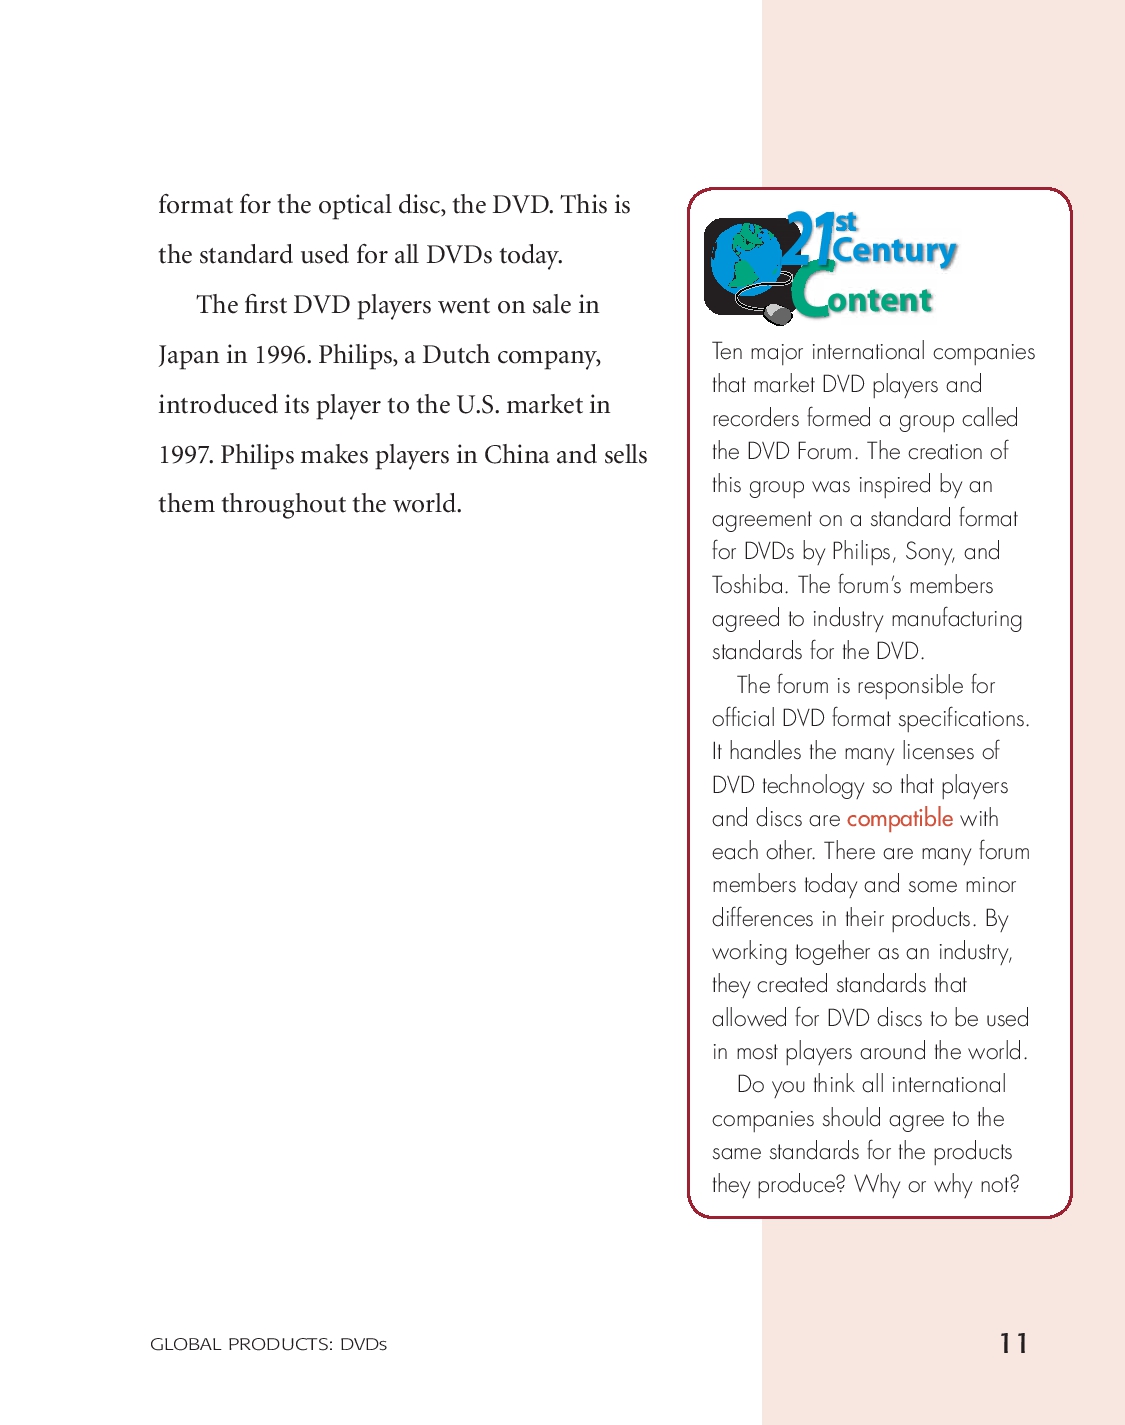 format for the optical disc, the DVD. This is
the standard used for all DVDs today.
The first DVD players went on sale in
Japan in 1996. Philips, a Dutch company,
introduced its player to the U.S. market in
1997. Philips makes players in China and sells
them throughout the world.
21st
Century
Content
Ten major international companies
that market DVD players and
recorders formed a group called
the DVD Forum. The creation of
this group was inspired by an
agreement on a standard format
for DVDs by Philips, Sony, and
Toshiba. The forum’s members
agreed to industry manufacturing
standards for the DVD.
The forum is responsible for
official DVD format specifications.
It handles the many licenses of
DVD technology so that players
and discs are compatible with
each other. There are many forum
members today and some minor
differences in their products. By
working together as an industry,
they created standards that
allowed for DVD discs to be used
in most players around the world.
Do you think all international
companies should agree to the
same standards for the products
they produce? Why or why not?
GLOBAL PRODUCTS: DVDs
11